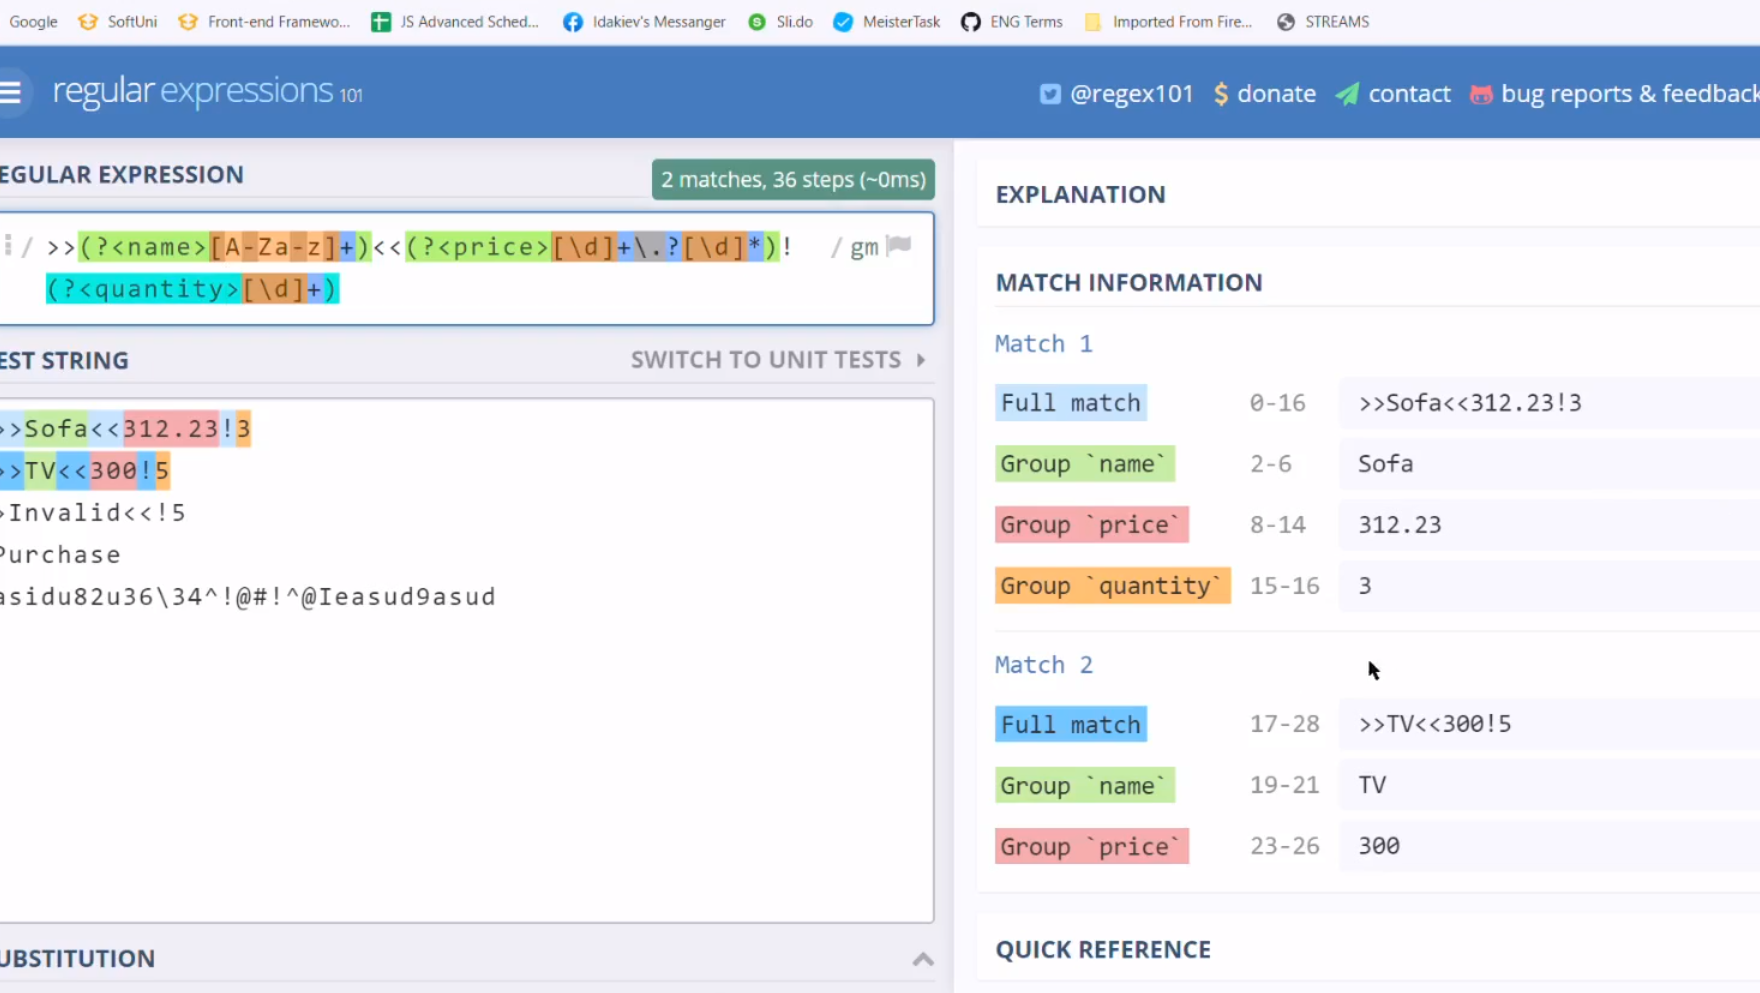 Google SoftUni Front-end Framewo... JS Advanced Sched... Idakiev's Messanger Sli.do MeisterTask ENG Terms Imported From Fire... STREAMS
regular expressions 101
@regex101 $ donate contact bug reports & feedback
EGULAR EXPRESSION
2 matches, 36 steps (~0ms)
/ >>(?<name>[A-Za-z]+)<<(?<price>[\d]+\.?[\d]*)! / gm
(?<quantity>[\d]+)
EST STRING
SWITCH TO UNIT TESTS
>>Sofa<<312.23!3
>>TV<<300!5
>Invalid<<!5
Purchase
asidu82u36\34^!@#!^@Ieasud9asud
UBSTITUTION
EXPLANATION
MATCH INFORMATION
Match 1
Full match 0-16 >>Sofa<<312.23!3
Group `name` 2-6 Sofa
Group `price` 8-14 312.23
Group `quantity` 15-16 3
Match 2
Full match 17-28 >>TV<<300!5
Group `name` 19-21 TV
Group `price` 23-26 300
QUICK REFERENCE